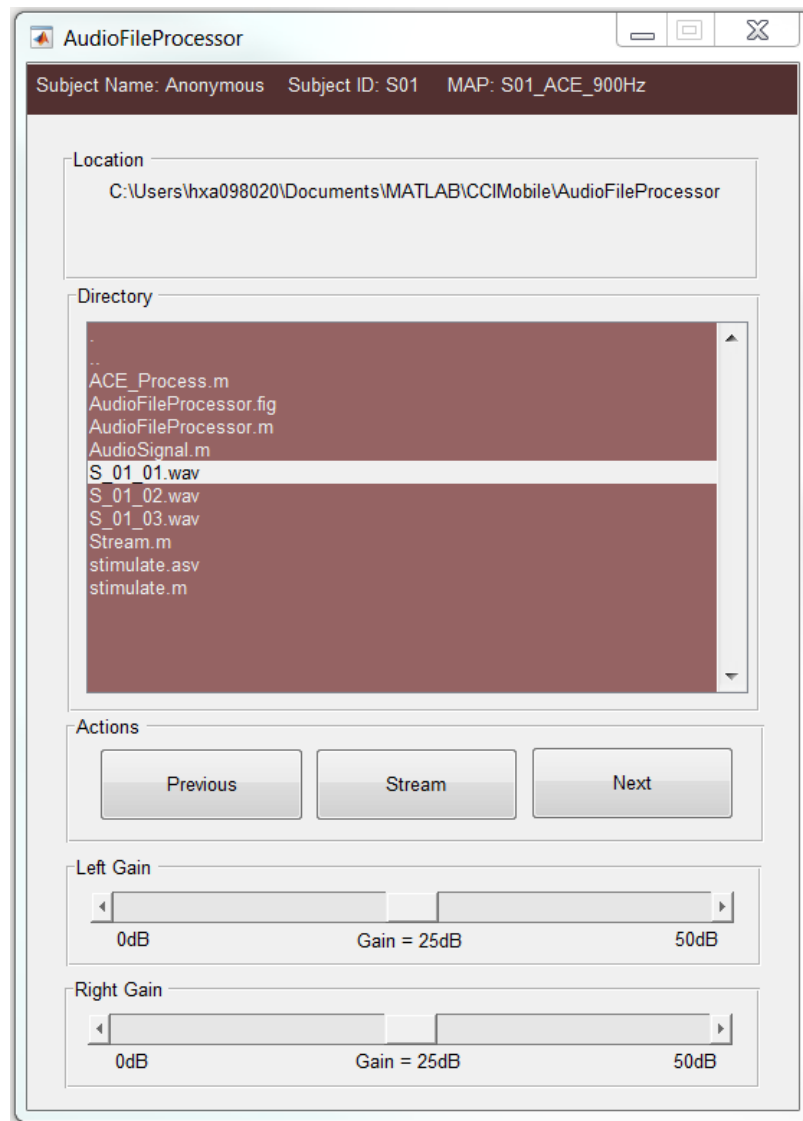 AudioFileProcessor
Subject Name: Anonymous Subject ID: S01 MAP: S01_ACE_900Hz
Location
C:\Users\hxa098020\Documents\MATLAB\CCIMobile\AudioFileProcessor
Directory
.
..
ACE_Process.m
AudioFileProcessor.fig
AudioFileProcessor.m
AudioSignal.m
S_01_01.wav
S_01_02.wav
S_01_03.wav
Stream.m
stimulate.asv
stimulate.m
Actions
Previous Stream Next
Left Gain
0dB Gain = 25dB 50dB
Right Gain
0dB Gain = 25dB 50dB